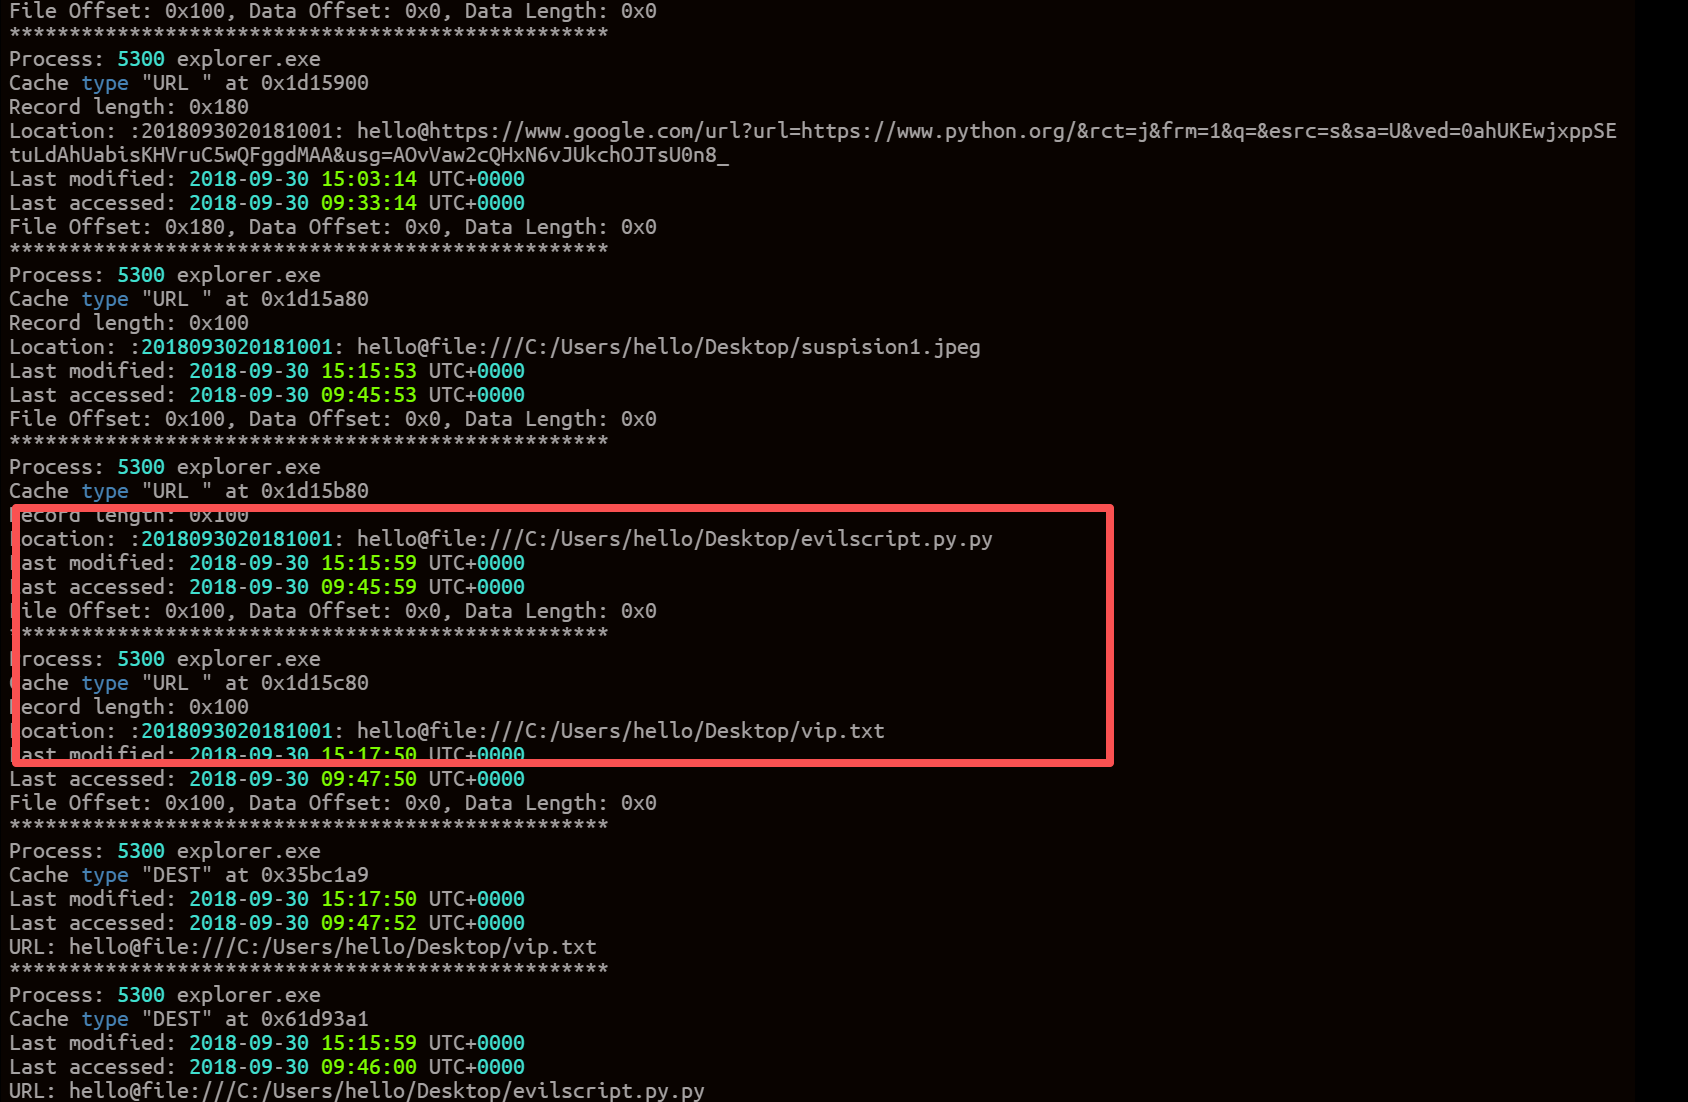 File Offset: 0x100, Data Offset: 0x0, Data Length: 0x0
**************************************************
Process: 5300 explorer.exe
Cache type "URL " at 0x1d15900
Record length: 0x180
Location: :2018093020181001: hello@https://www.google.com/url?url=https://www.python.org/&rct=j&frm=1&q=&esrc=s&sa=U&ved=0ahUKEwjxppSE
tuLdAhUabisKHVruC5wQFggdMAA&usg=AOvVaw2cQHxN6vJUkchOJTsU0n8_
Last modified: 2018-09-30 15:03:14 UTC+0000
Last accessed: 2018-09-30 09:33:14 UTC+0000
File Offset: 0x180, Data Offset: 0x0, Data Length: 0x0
**************************************************
Process: 5300 explorer.exe
Cache type "URL " at 0x1d15a80
Record length: 0x100
Location: :2018093020181001: hello@file:///C:/Users/hello/Desktop/suspision1.jpeg
Last modified: 2018-09-30 15:15:53 UTC+0000
Last accessed: 2018-09-30 09:45:53 UTC+0000
File Offset: 0x100, Data Offset: 0x0, Data Length: 0x0
**************************************************
Process: 5300 explorer.exe
Cache type "URL " at 0x1d15b80
Record length: 0x100
Location: :2018093020181001: hello@file:///C:/Users/hello/Desktop/evilscript.py.py
Last modified: 2018-09-30 15:15:59 UTC+0000
Last accessed: 2018-09-30 09:45:59 UTC+0000
File Offset: 0x100, Data Offset: 0x0, Data Length: 0x0
**************************************************
Process: 5300 explorer.exe
Cache type "URL " at 0x1d15c80
Record length: 0x100
Location: :2018093020181001: hello@file:///C:/Users/hello/Desktop/vip.txt
Last modified: 2018-09-30 15:17:50 UTC+0000
Last accessed: 2018-09-30 09:47:50 UTC+0000
File Offset: 0x100, Data Offset: 0x0, Data Length: 0x0
**************************************************
Process: 5300 explorer.exe
Cache type "DEST" at 0x35bc1a9
Last modified: 2018-09-30 15:17:50 UTC+0000
Last accessed: 2018-09-30 09:47:52 UTC+0000
URL: hello@file:///C:/Users/hello/Desktop/vip.txt
**************************************************
Process: 5300 explorer.exe
Cache type "DEST" at 0x61d93a1
Last modified: 2018-09-30 15:15:59 UTC+0000
Last accessed: 2018-09-30 09:46:00 UTC+0000
URL: hello@file:///C:/Users/hello/Desktop/evilscript.py.py